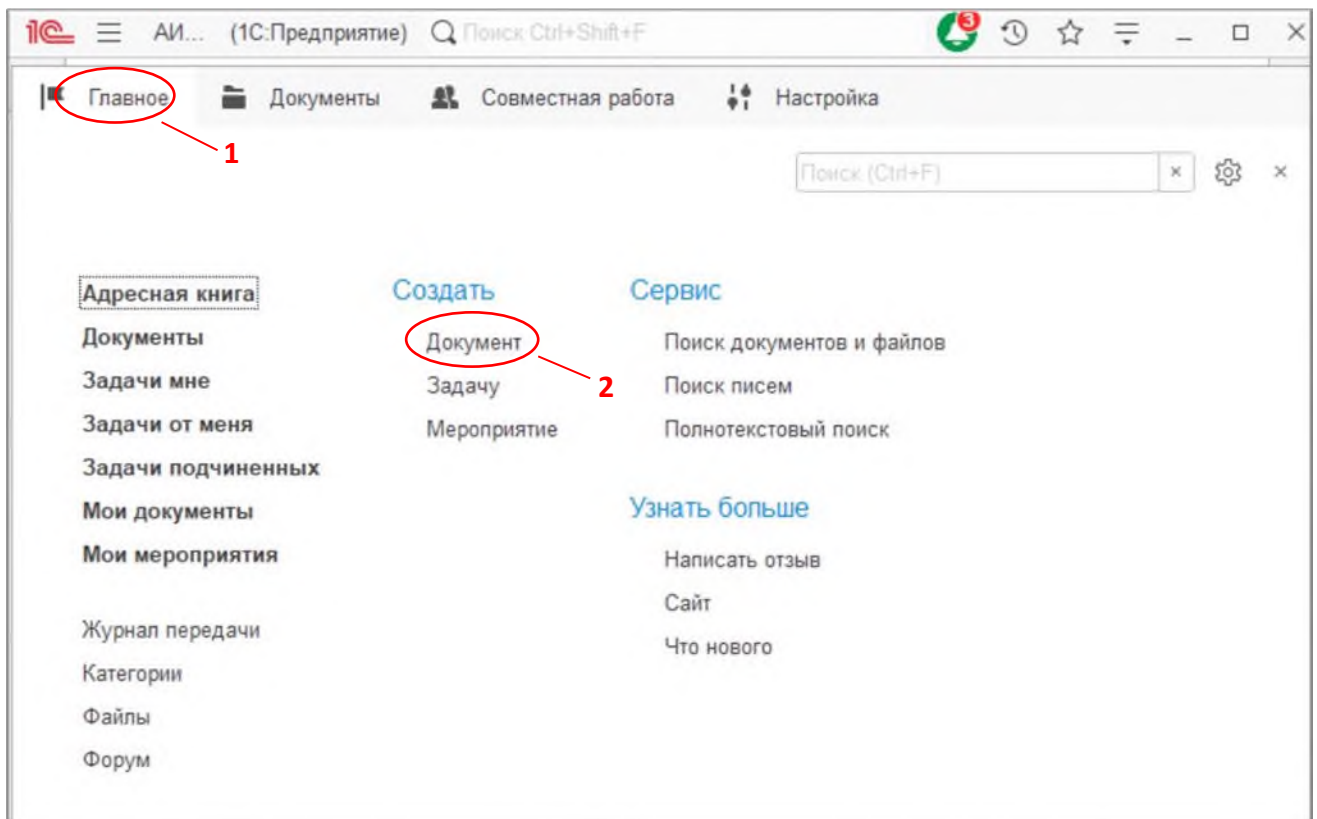 1С АИ... (1С:Предприятие) Поиск Ctrl+Shift+F 3
Главное Документы Совместная работа Настройка
1
Поиск (Ctrl+F)
Адресная книга
Документы
Задачи мне
Задачи от меня
Задачи подчиненных
Мои документы
Мои мероприятия
Журнал передачи
Категории
Файлы
Форум
Создать
Документ
2
Задачу
Мероприятие
Сервис
Поиск документов и файлов
Поиск писем
Полнотекстовый поиск
Узнать больше
Написать отзыв
Сайт
Что нового